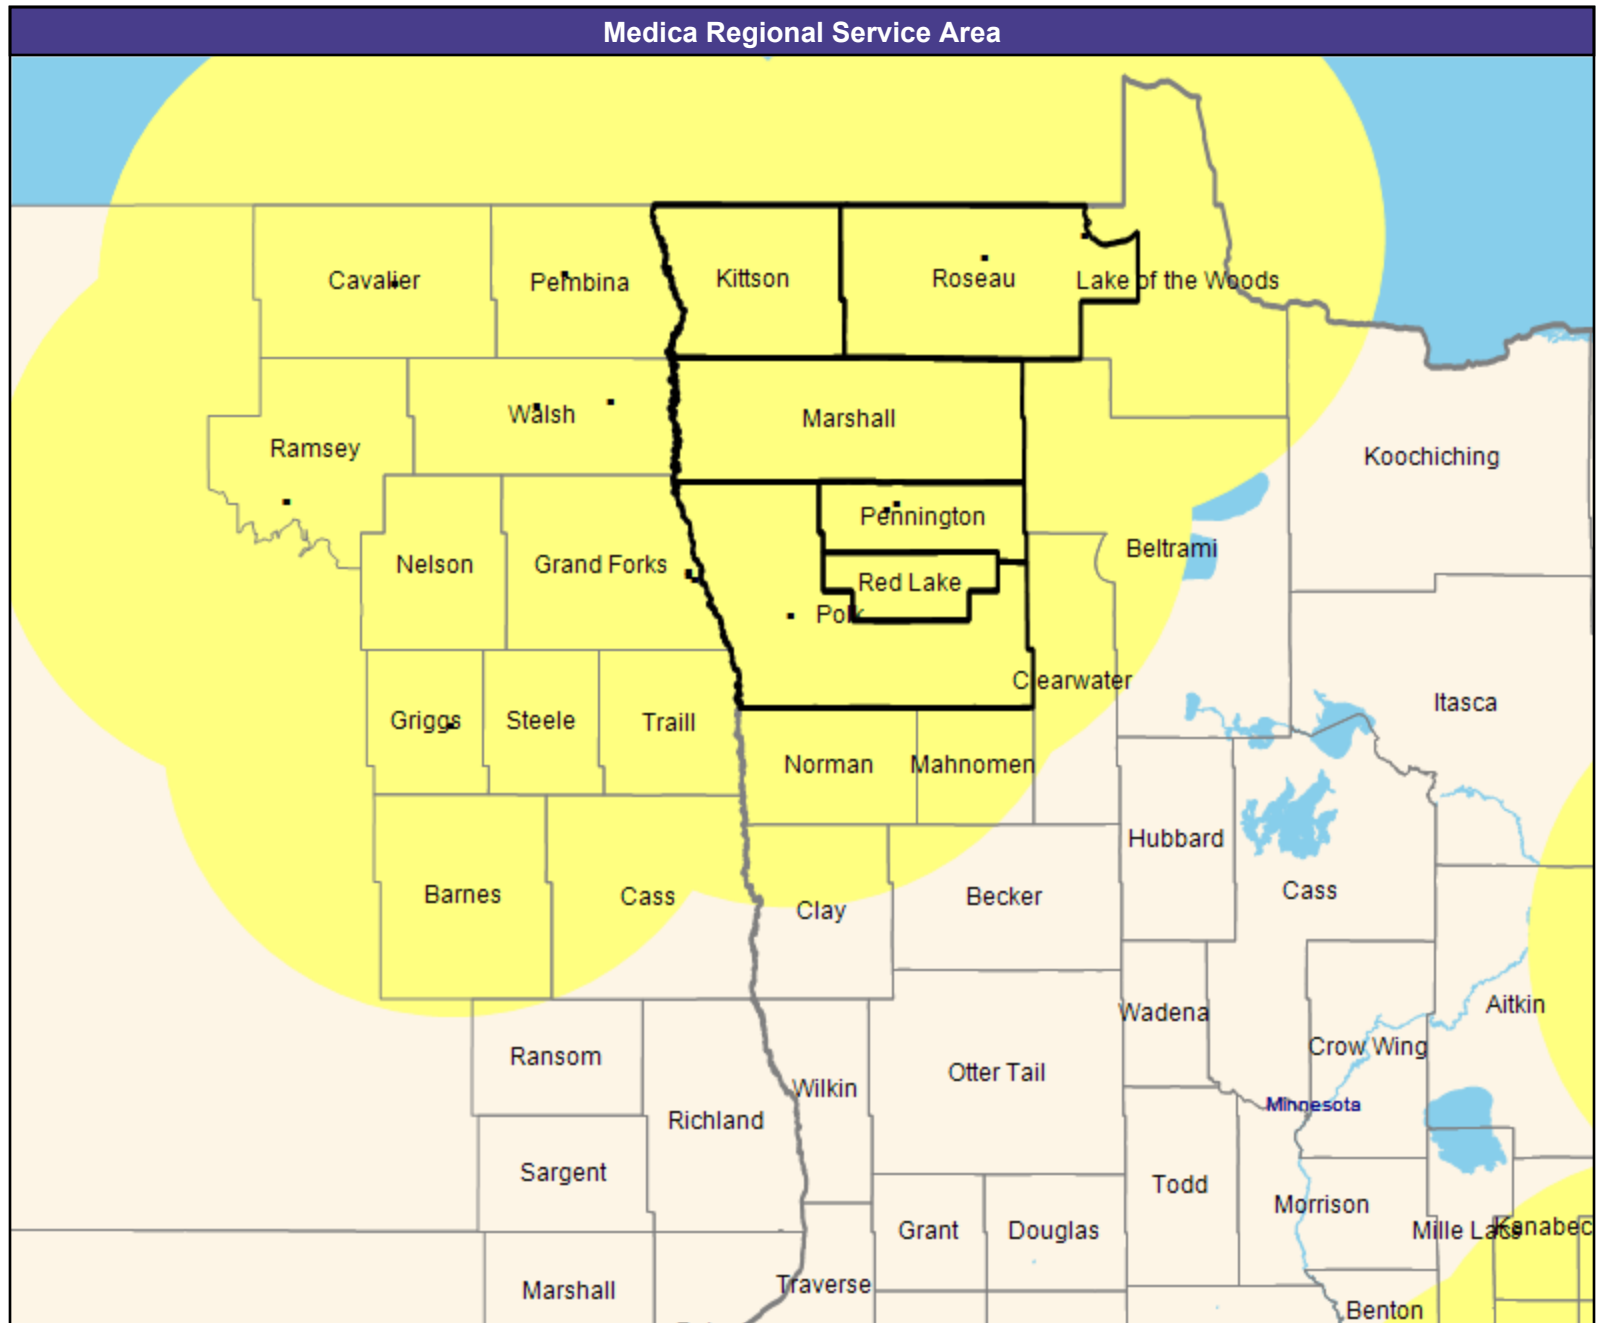 Medica Regional Service Area
Cavalier
Pembina
Kittson
Roseau
Lake of the Woods
Walsh
Marshall
Ramsey
Koochiching
Pennington
Beltrami
Nelson
Grand Forks
Red Lake
Polk
Clearwater
Griggs
Steele
Traill
Itasca
Norman
Mahnomen
Hubbard
Barnes
Cass
Clay
Becker
Cass
Wadena
Aitkin
Crow Wing
Ransom
Otter Tail
Wilkin
Minnesota
Richland
Sargent
Todd
Morrison
Grant
Douglas
Mille Lacs
Kanabec
Marshall
Traverse
Benton